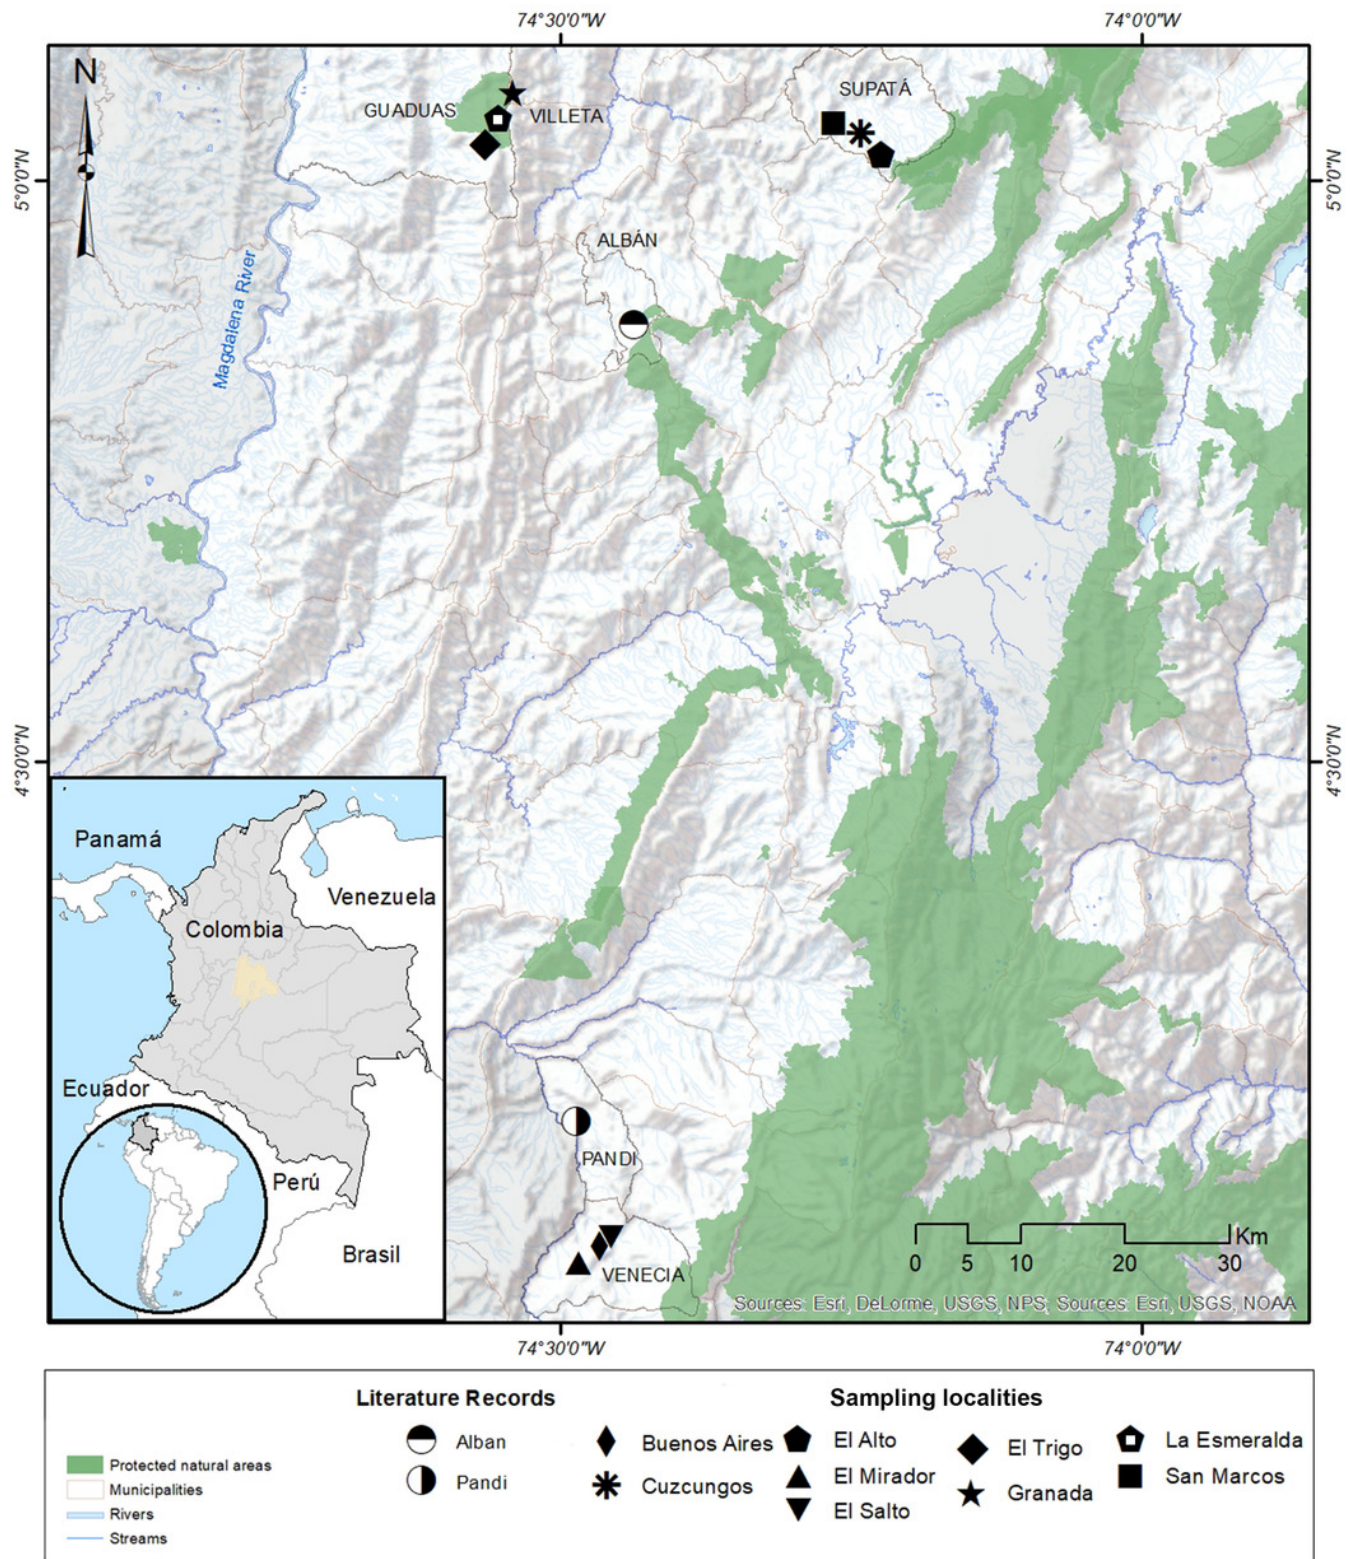 74°30'0"W
74°0'0"W
N
GUADUAS
VILLETA
SUPATÁ
5°0'0"N
5°0'0"N
ALBÁN
Magdalena River
4°30'0"N
4°30'0"N
Panamá
Venezuela
Colombia
Ecuador
Perú
Brasil
PANDI
VENECIA
Km
0 5 10 20 30
Sources: Esri, DeLorme, USGS, NPS; Sources: Esri, USGS, NOAA
74°30'0"W
74°0'0"W
Literature Records
Sampling localities
Alban
Pandi
Buenos Aires
Cuzcungos
El Alto
El Mirador
El Salto
El Trigo
Granada
La Esmeralda
San Marcos
Protected natural areas
Municipalities
Rivers
Streams